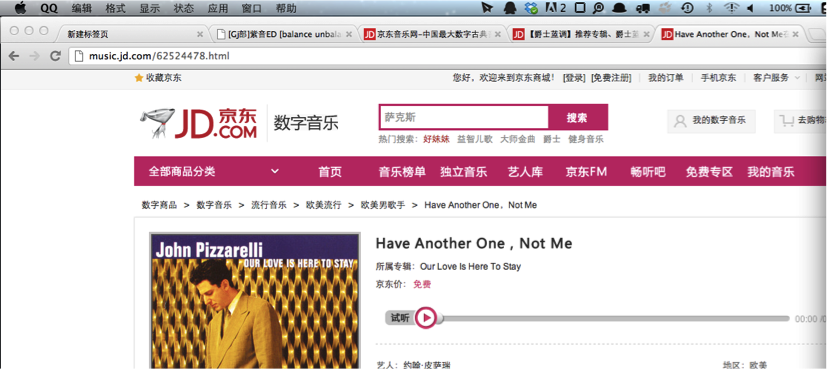 QQ 编辑 格式 显示 状态 应用 窗口 帮助 2 100%
新建标签页 [Gj部]紫音ED [balance unbala 京东音乐网-中国最大数字古典 【爵士蓝调】推荐专辑、爵士蓝 Have Another One，Not Me
music.jd.com/62524478.html
收藏京东 您好，欢迎来到京东商城！ [登录] [免费注册] 我的订单 手机京东 客户服务
JD 京东 .COM 数字音乐 萨克斯 搜索 我的数字音乐 去购物
热门搜索： 好妹妹 益智儿歌 大师金曲 爵士 健身音乐
全部商品分类 首页 音乐榜单 独立音乐 艺人库 京东FM 畅听吧 免费专区 我的音乐
数字商品 > 数字音乐 > 流行音乐 > 欧美流行 > 欧美男歌手 > Have Another One，Not Me
John Pizzarelli
OUR LOVE IS HERE TO STAY
Have Another One，Not Me
所属专辑：Our Love Is Here To Stay
京东价：免费
试听 00:00
艺人：约翰·皮萨瑞 地区：欧美